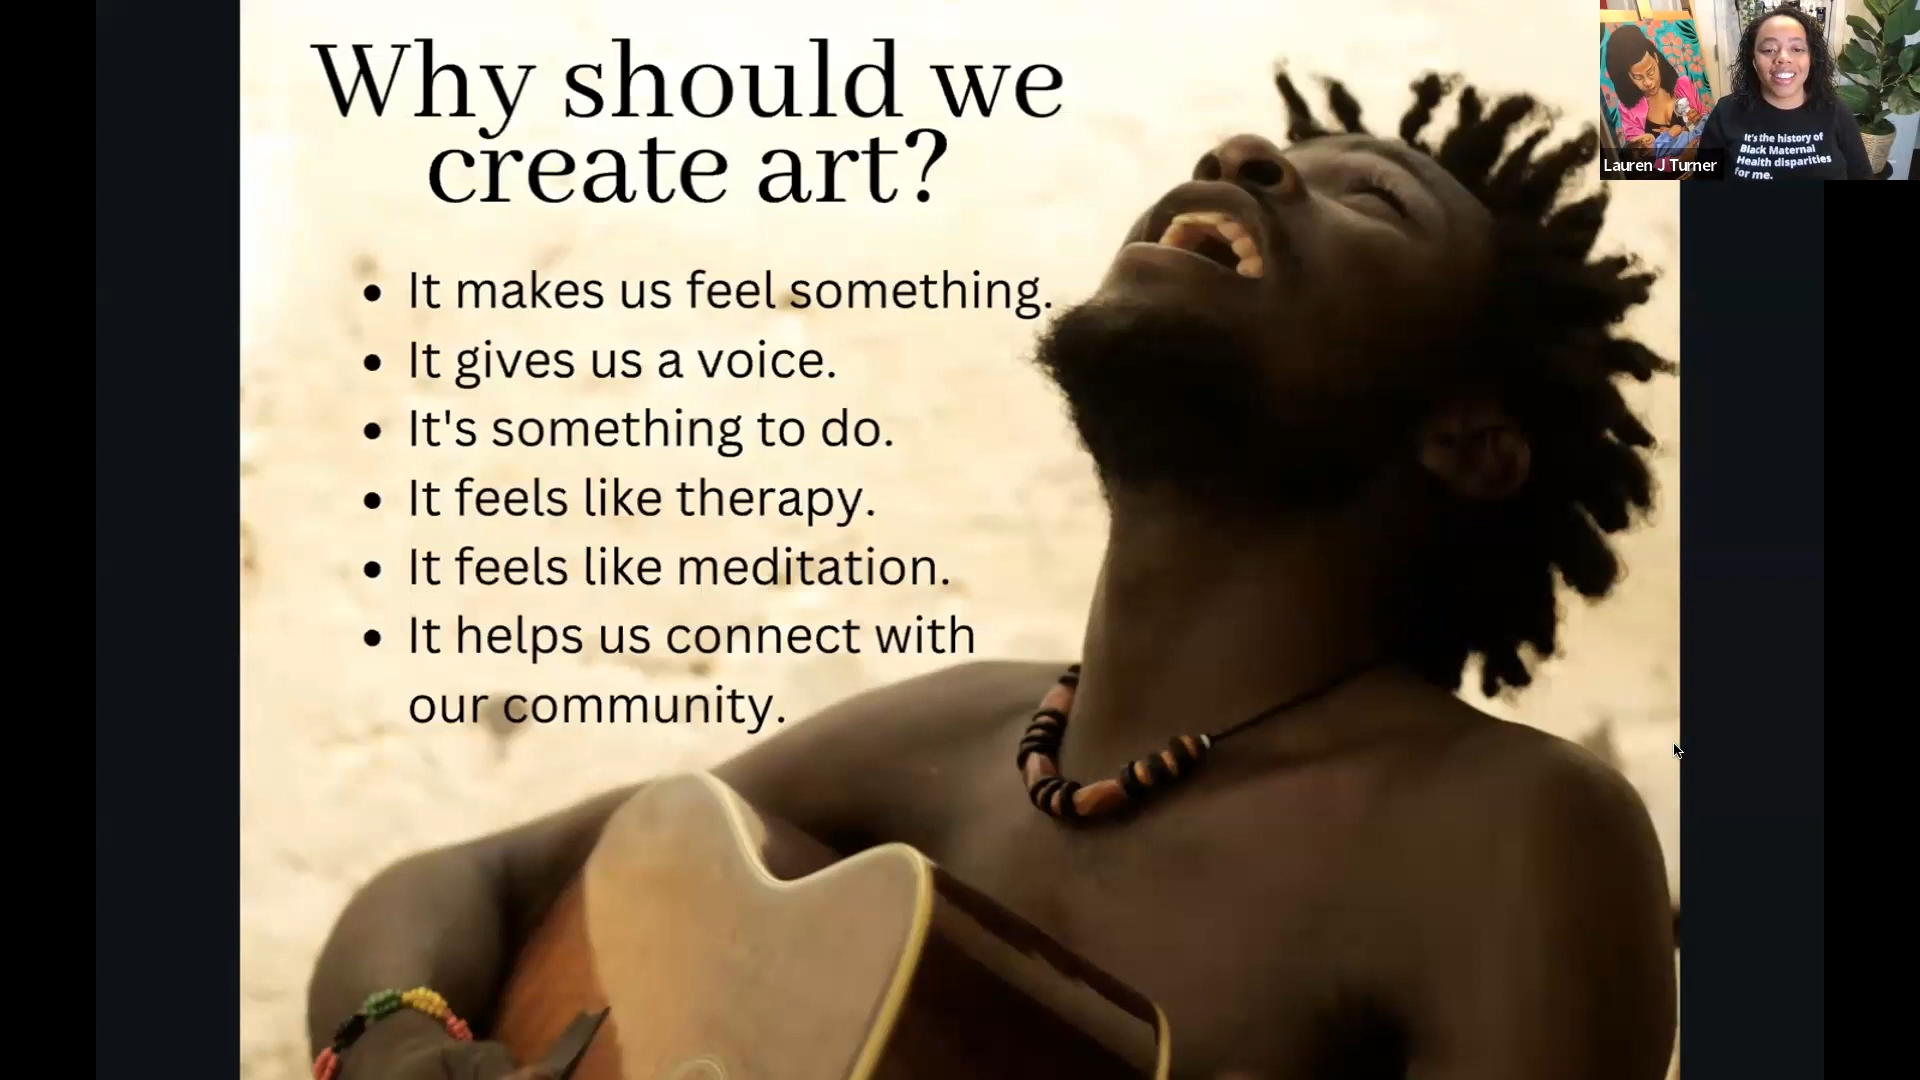 Why should we
create art?
• It makes us feel something.
• It gives us a voice.
• It's something to do.
• It feels like therapy.
• It feels like meditation.
• It helps us connect with
our community.
Lauren J Turner
It's the history of
Black Maternal
Health disparities
for me.